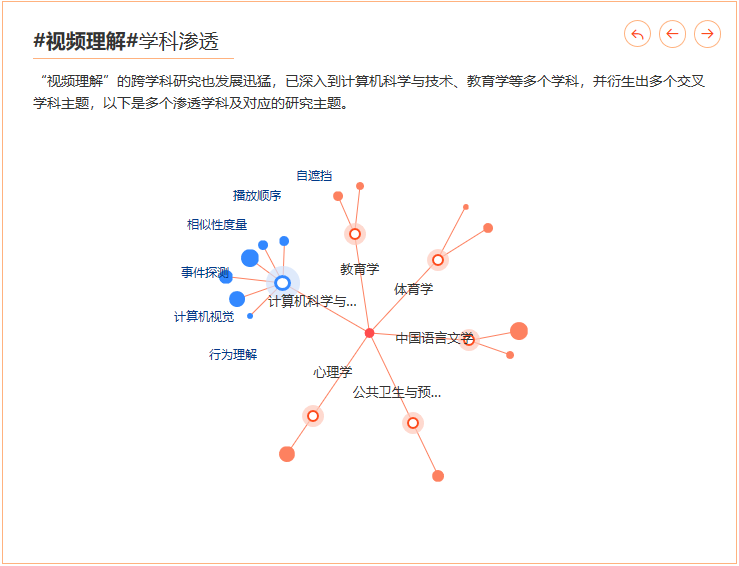 #视频理解#学科渗透
“视频理解”的跨学科研究也发展迅猛，已深入到计算机科学与技术、教育学等多个学科，并衍生出多个交叉
学科主题，以下是多个渗透学科及对应的研究主题。
自遮挡
播放顺序
相似性度量
教育学
事件探测
体育学
计算机科学与...
计算机视觉
中国语言文学
行为理解
心理学
公共卫生与预...